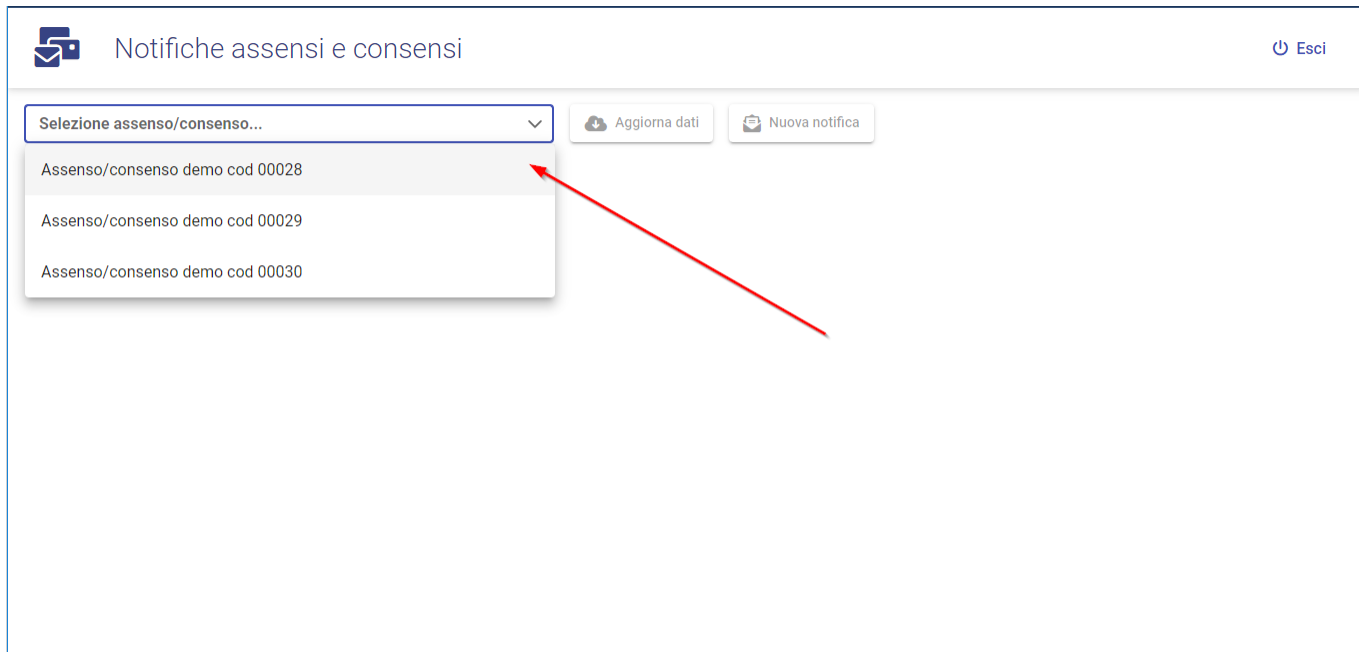 Notifiche assensi e consensi
Esci
Selezione assenso/consenso...
Aggiorna dati
Nuova notifica
Assenso/consenso demo cod 00028
Assenso/consenso demo cod 00029
Assenso/consenso demo cod 00030